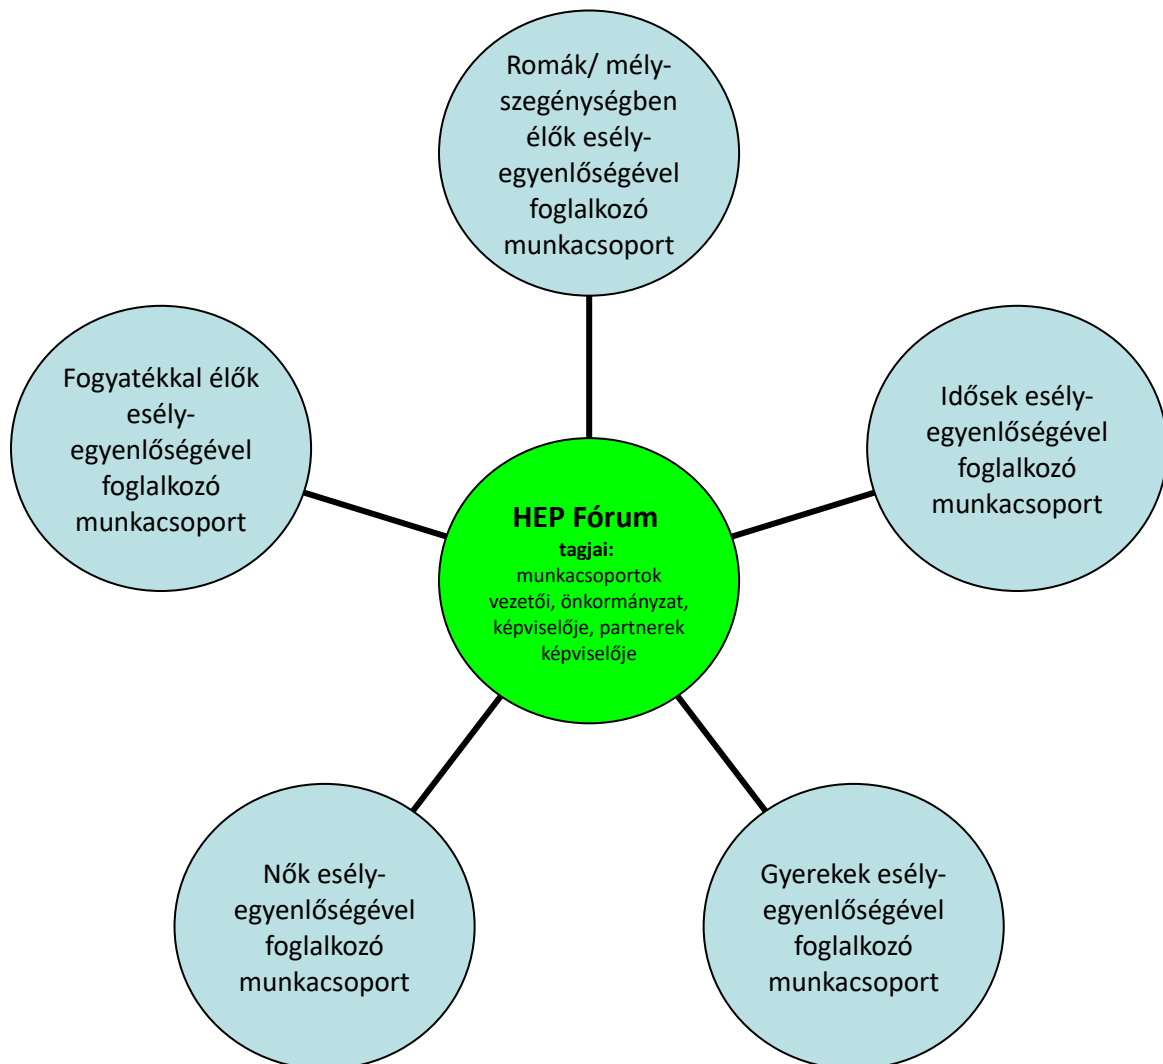 Romák/ mély-
szegénységben
élők esély-
egyenlőségével
foglalkozó
munkacsoport
Fogyatékkal élők
esély-
egyenlőségével
foglalkozó
munkacsoport
Idősek esély-
egyenlőségével
foglalkozó
munkacsoport
HEP Fórum
tagjai:
munkacsoportok
vezetői, önkormányzat,
képviselője, partnerek
képviselője
Nők esély-
egyenlőségével
foglalkozó
munkacsoport
Gyerekek esély-
egyenlőségével
foglalkozó
munkacsoport